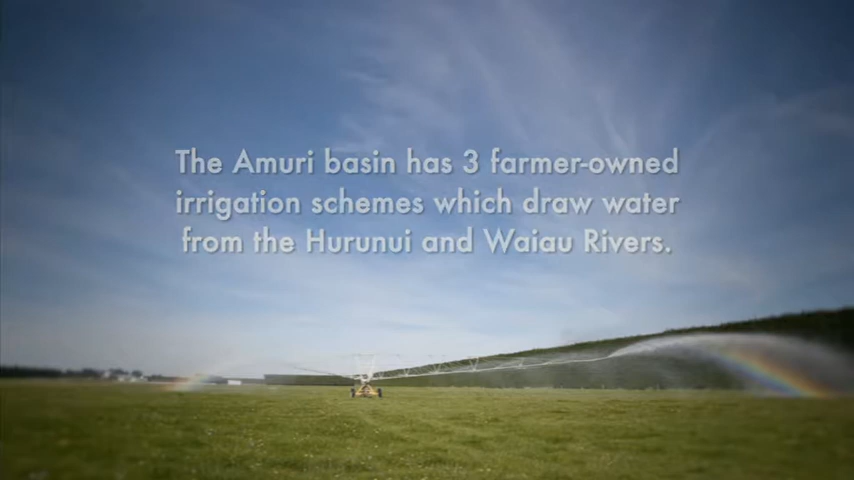 The Amuri basin has 3 farmer-owned
irrigation schemes which draw water
from the Hurunui and Waiau Rivers.